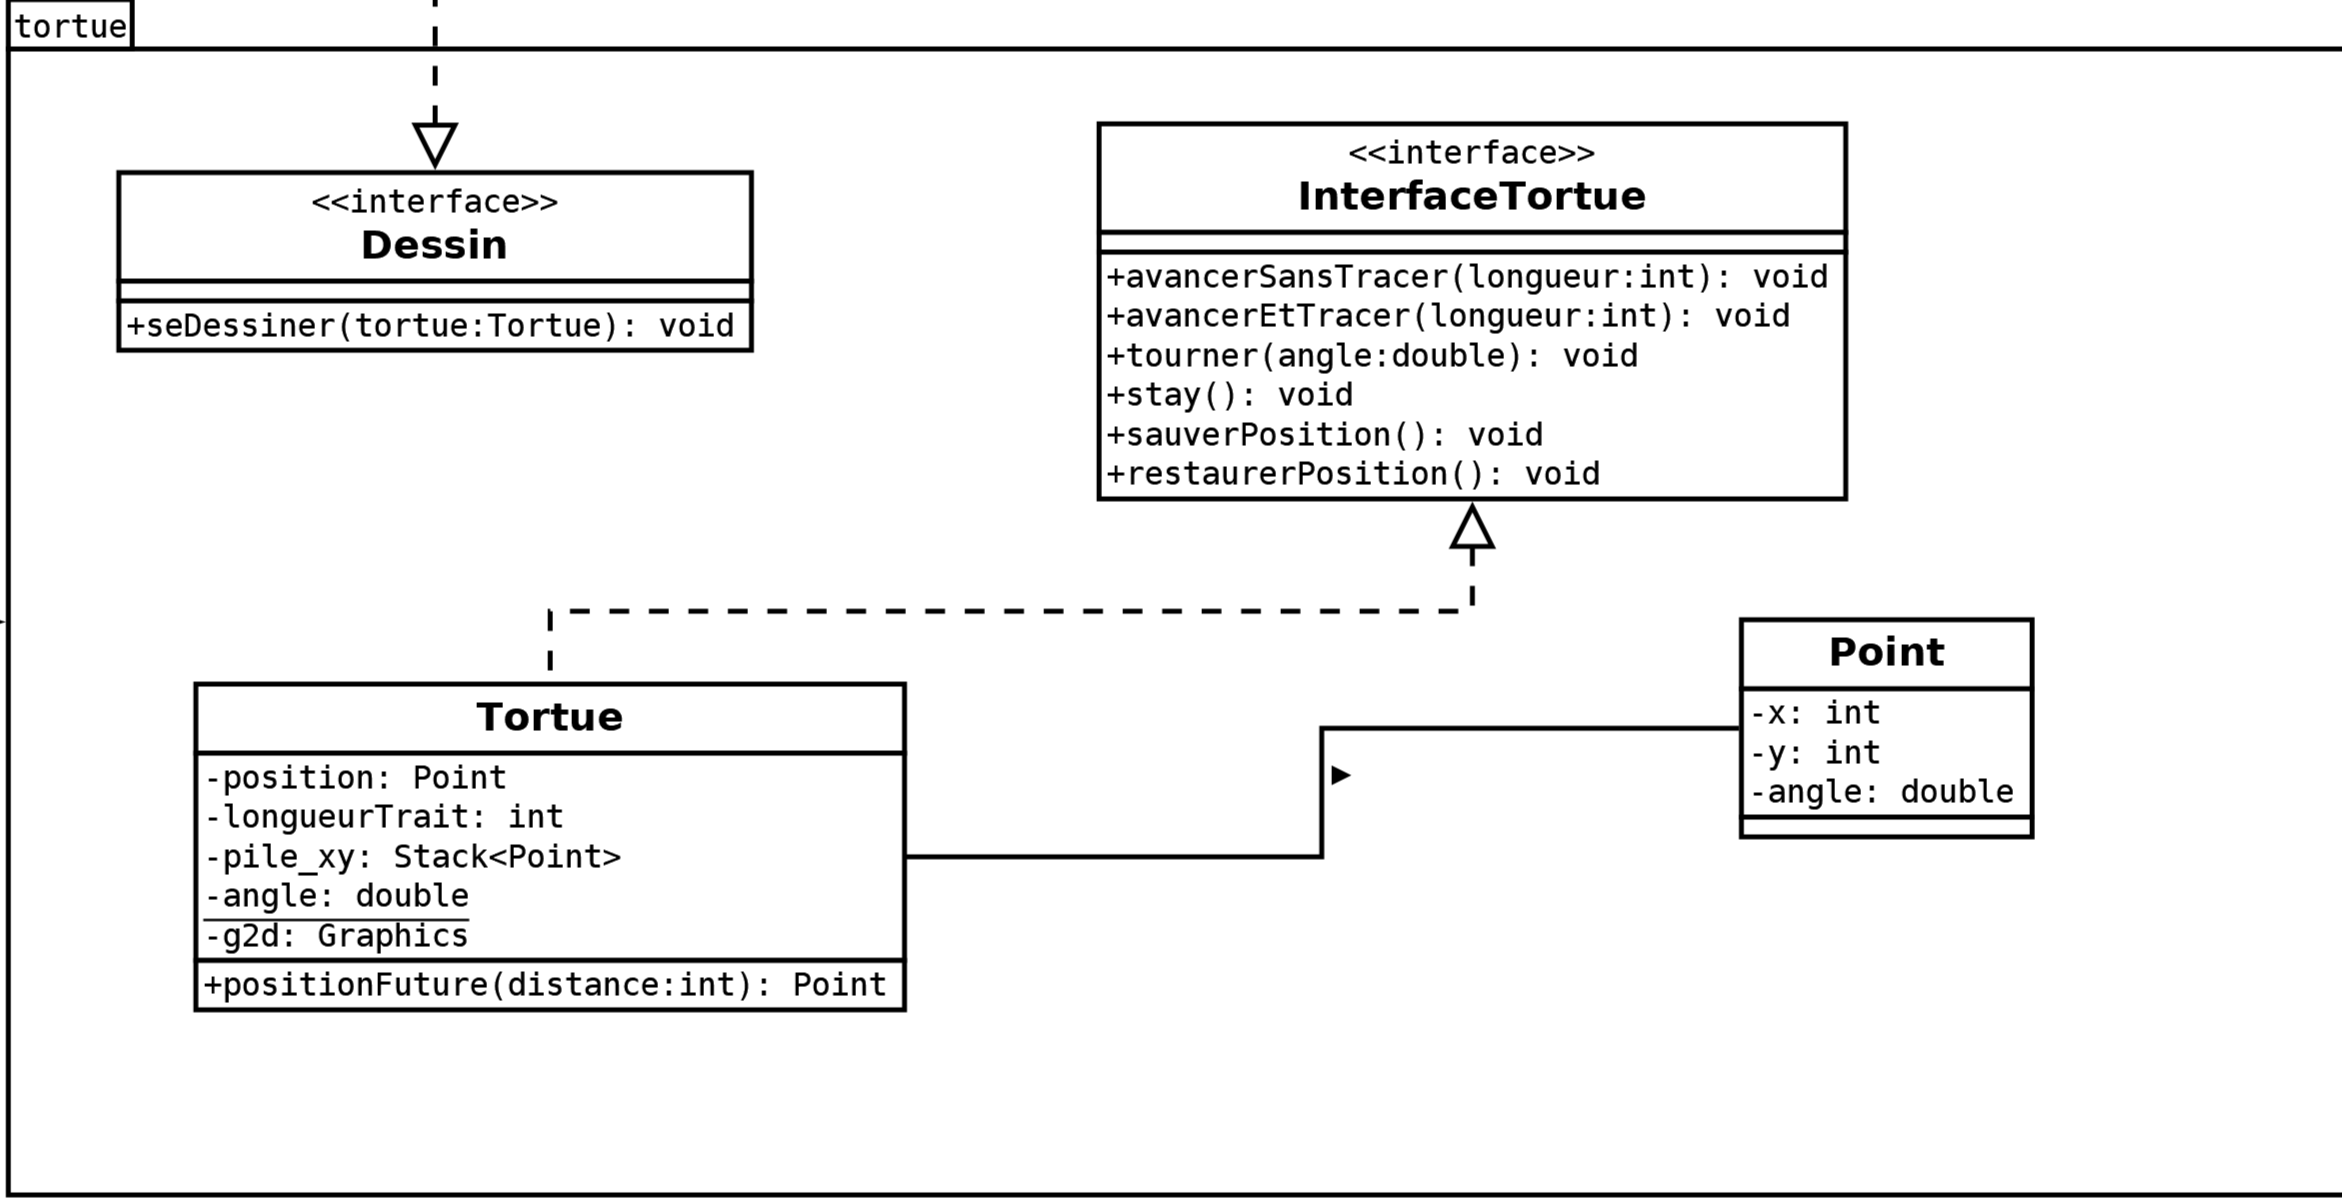 tortue
<<interface>>
Dessin
+seDessiner(tortue:Tortue): void
<<interface>>
InterfaceTortue
+avancerSansTracer(longueur:int): void
+avancerEtTracer(longueur:int): void
+tourner(angle:double): void
+stay(): void
+sauverPosition(): void
+restaurerPosition(): void
Tortue
-position: Point
-longueurTrait: int
-pile_xy: Stack<Point>
-angle: double
-g2d: Graphics
+positionFuture(distance:int): Point
Point
-x: int
-y: int
-angle: double